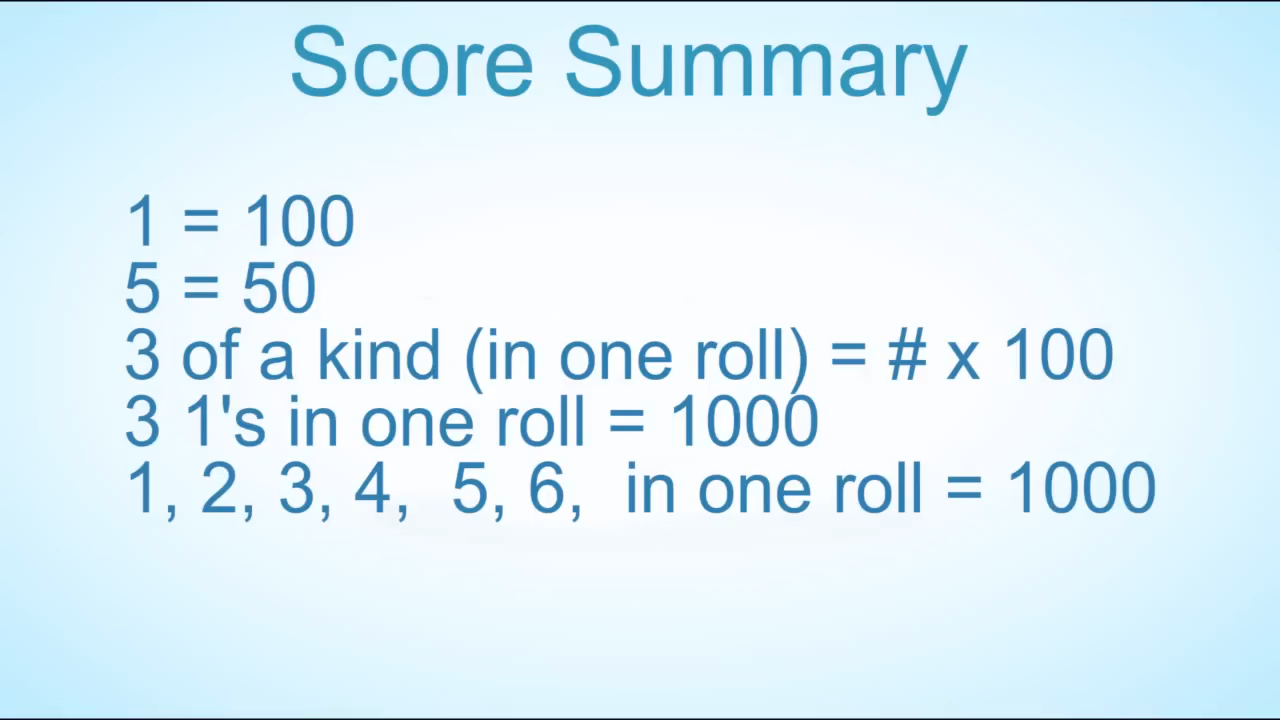 Score Summary
1 = 100
5 = 50
3 of a kind (in one roll) = # x 100
3 1's in one roll = 1000
1, 2, 3, 4,  5, 6,  in one roll = 1000